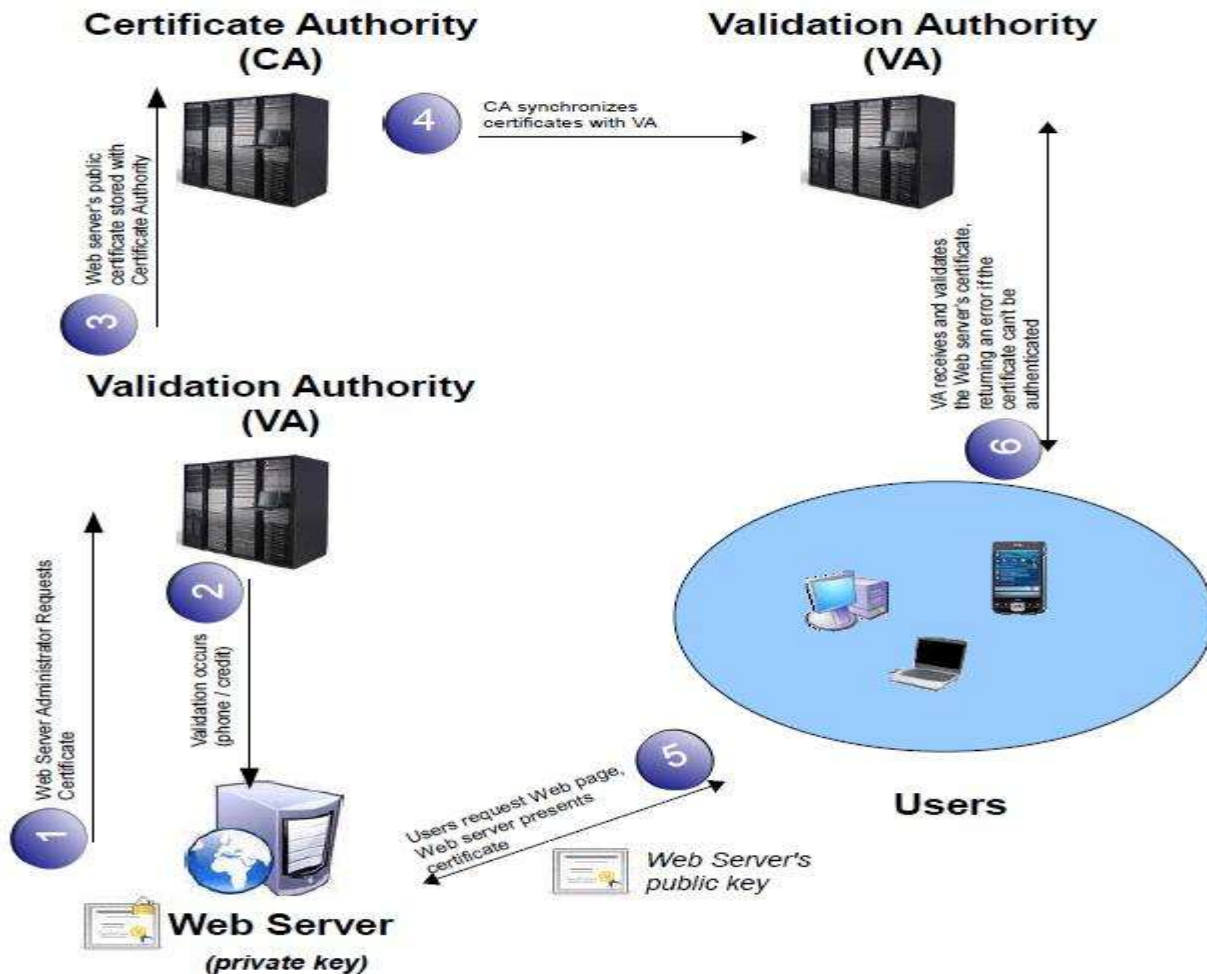 Certificate Authority
(CA)
Validation Authority
(VA)
4
CA synchronizes
certificates with VA
3
Web server's public
certificate stored with
Certificate Authority
VA receives and validates
the Web server's certificate,
returning an error if the
certificate can't be
authenticated
6
Validation Authority
(VA)
2
Validation occurs
(phone / credit)
1
Web Server Administrator Requests
Certificate
5
Users request Web page,
Web server presents
certificate
Users
Web Server's
public key
Web Server
(private key)